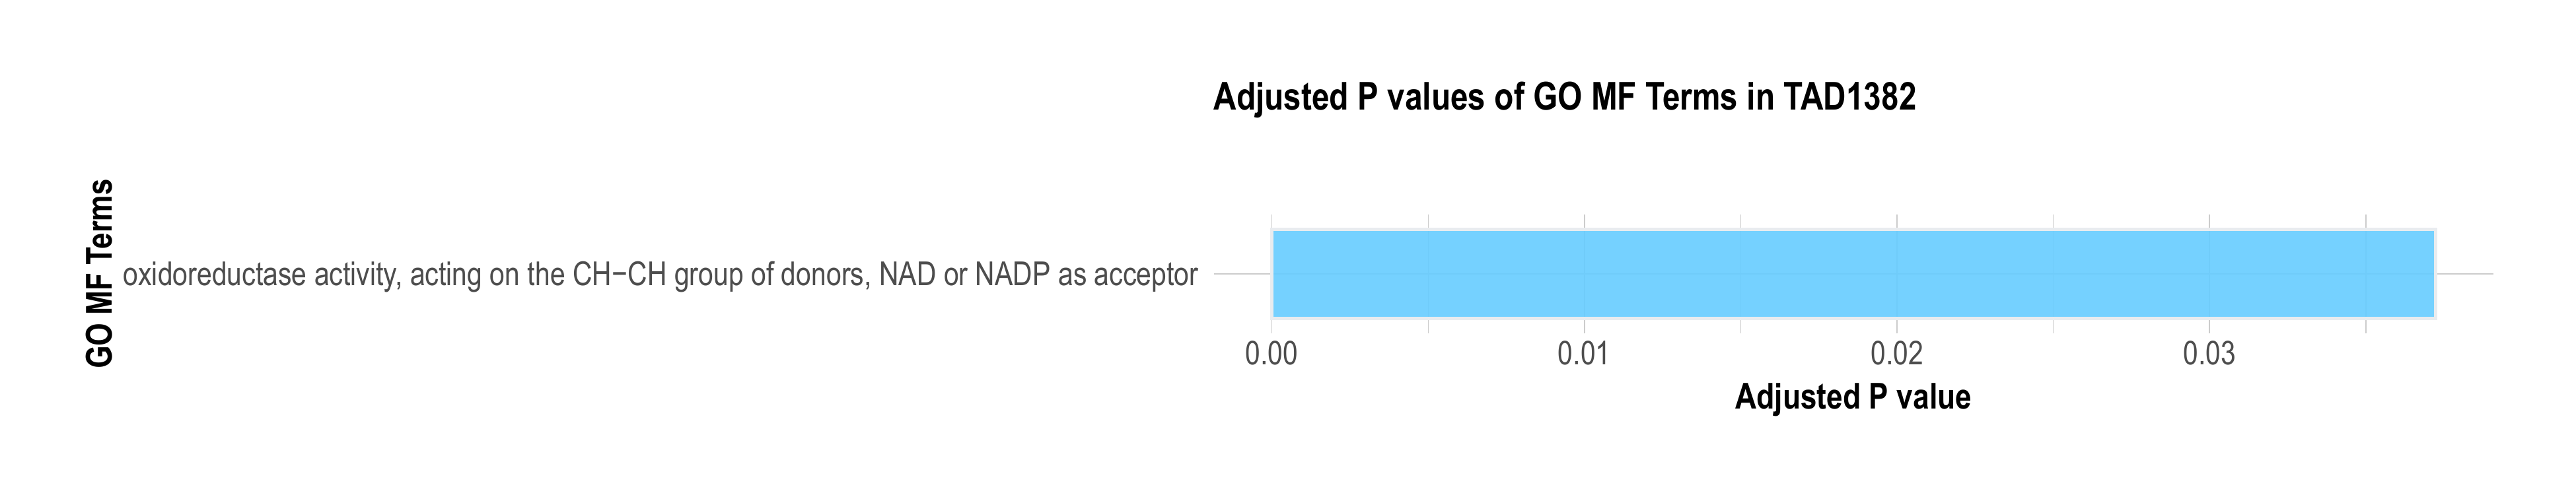 Adjusted P values of GO MF Terms in TAD1382
GO MF Terms
oxidoreductase activity, acting on the CH−CH group of donors, NAD or NADP as acceptor
0.00 0.01 0.02 0.03
Adjusted P value